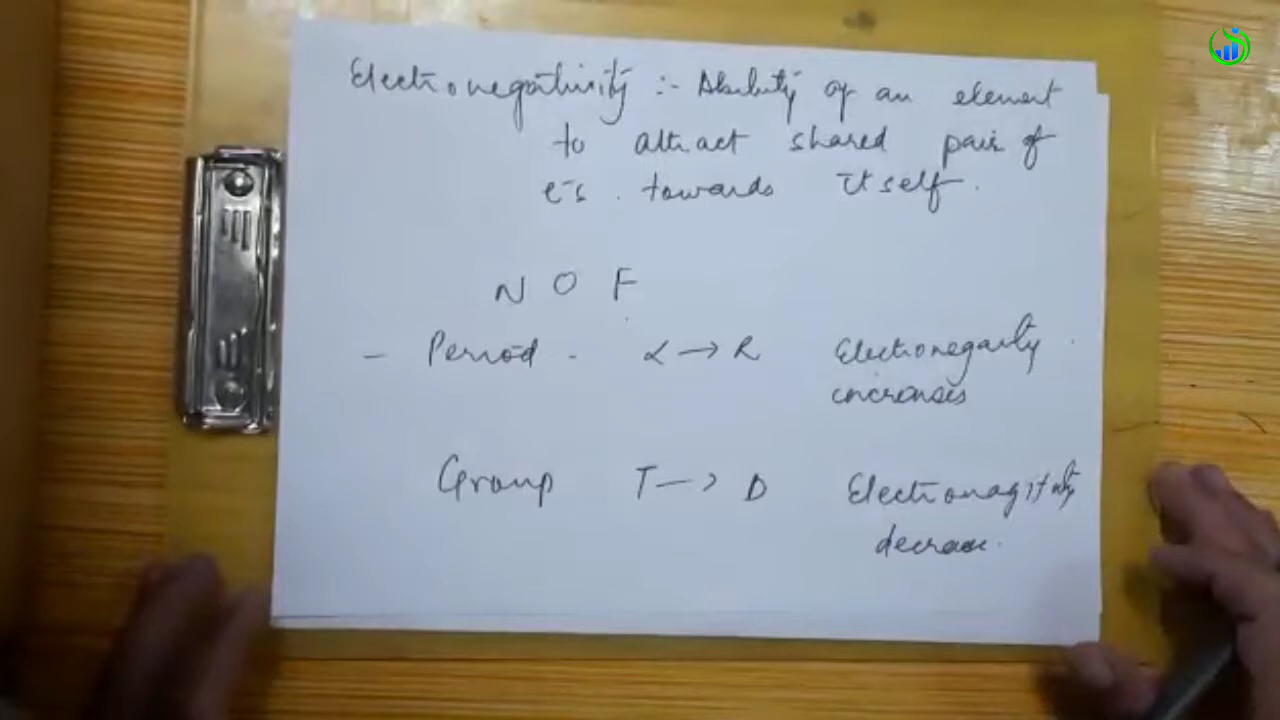 Electronegativity :- Ability of an element
to attract shared pair of
e-s. towards itself.
N O F
- Period - L → R Electronegativity
increases
Group T → D Electronegativity
decrease.